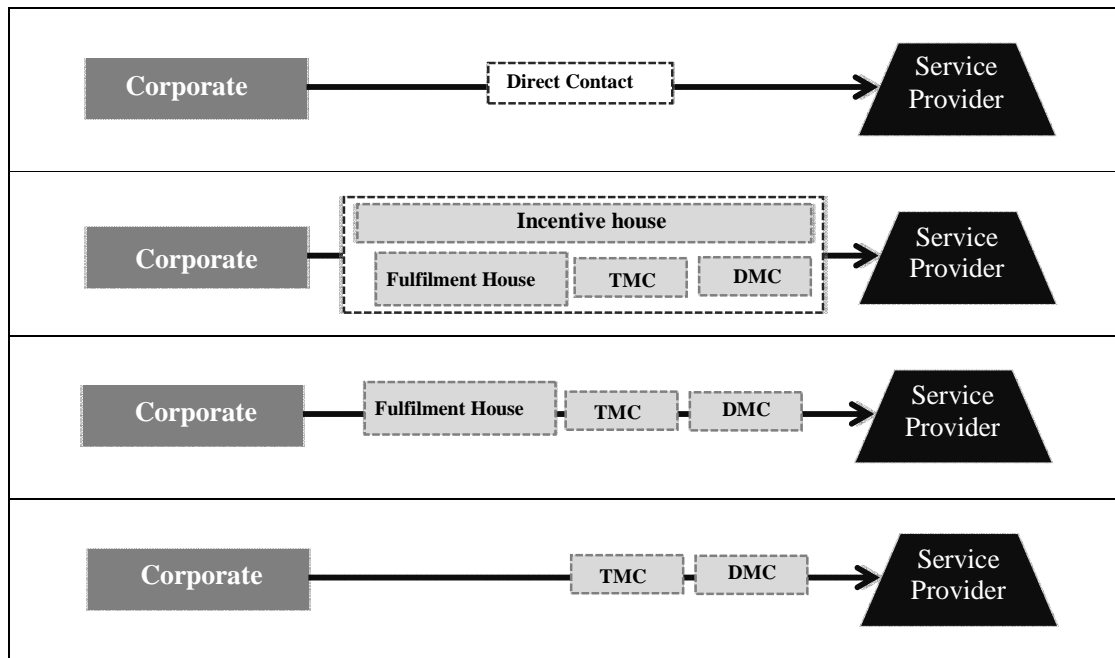 Corporate
Direct Contact
Service
Provider
Corporate
Incentive house
Fulfilment House
TMC
DMC
Service
Provider
Corporate
Fulfilment House
TMC
DMC
Service
Provider
Corporate
TMC
DMC
Service
Provider